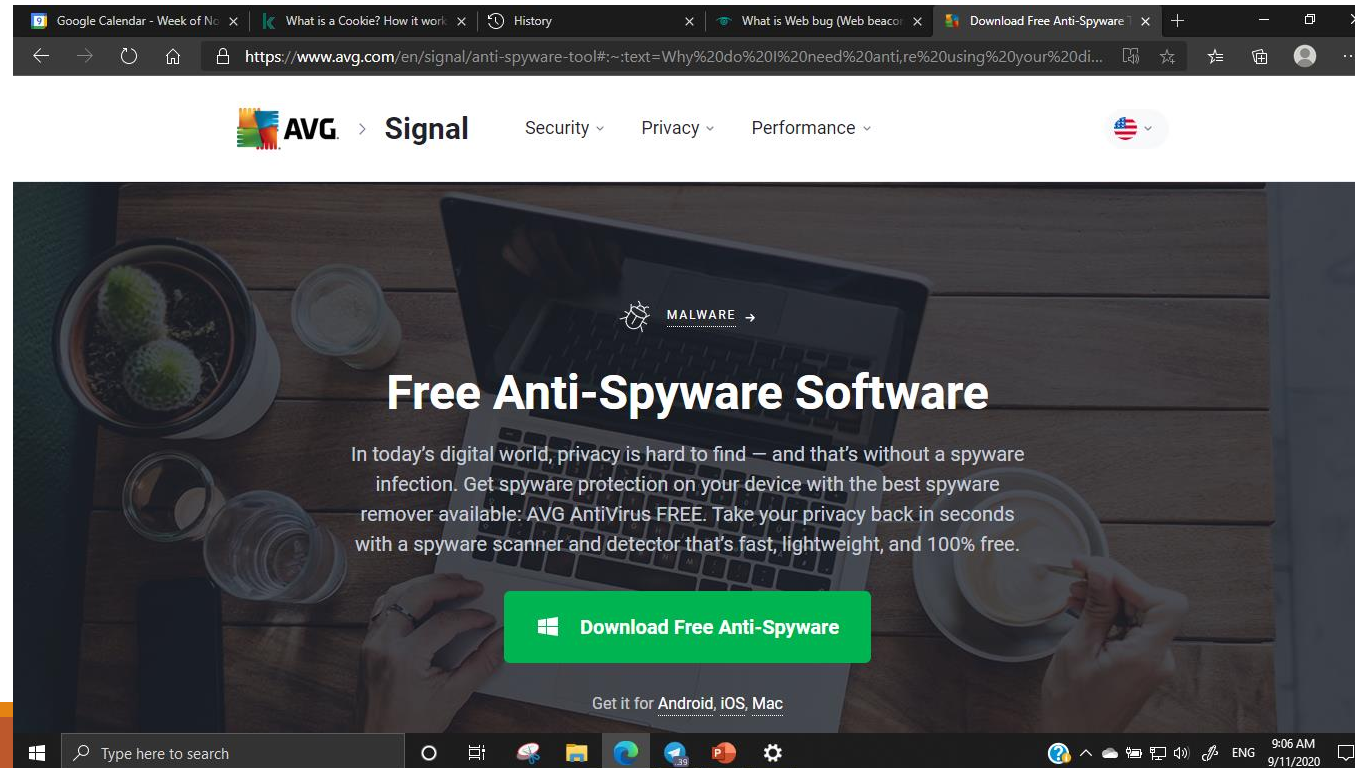 Google Calendar - Week of No
What is a Cookie? How it work
History
What is Web bug (Web beacor
Download Free Anti-Spyware T
https://www.avg.com/en/signal/anti-spyware-tool#:~:text=Why%20do%20I%20need%20anti,re%20using%20your%20di...
AVG. > Signal
Security
Privacy
Performance
MALWARE →
Free Anti-Spyware Software
In today's digital world, privacy is hard to find — and that's without a spyware
infection. Get spyware protection on your device with the best spyware
remover available: AVG AntiVirus FREE. Take your privacy back in seconds
with a spyware scanner and detector that's fast, lightweight, and 100% free.
Download Free Anti-Spyware
Get it for Android, iOS, Mac
Type here to search
.39
ENG
9:06 AM
9/11/2020